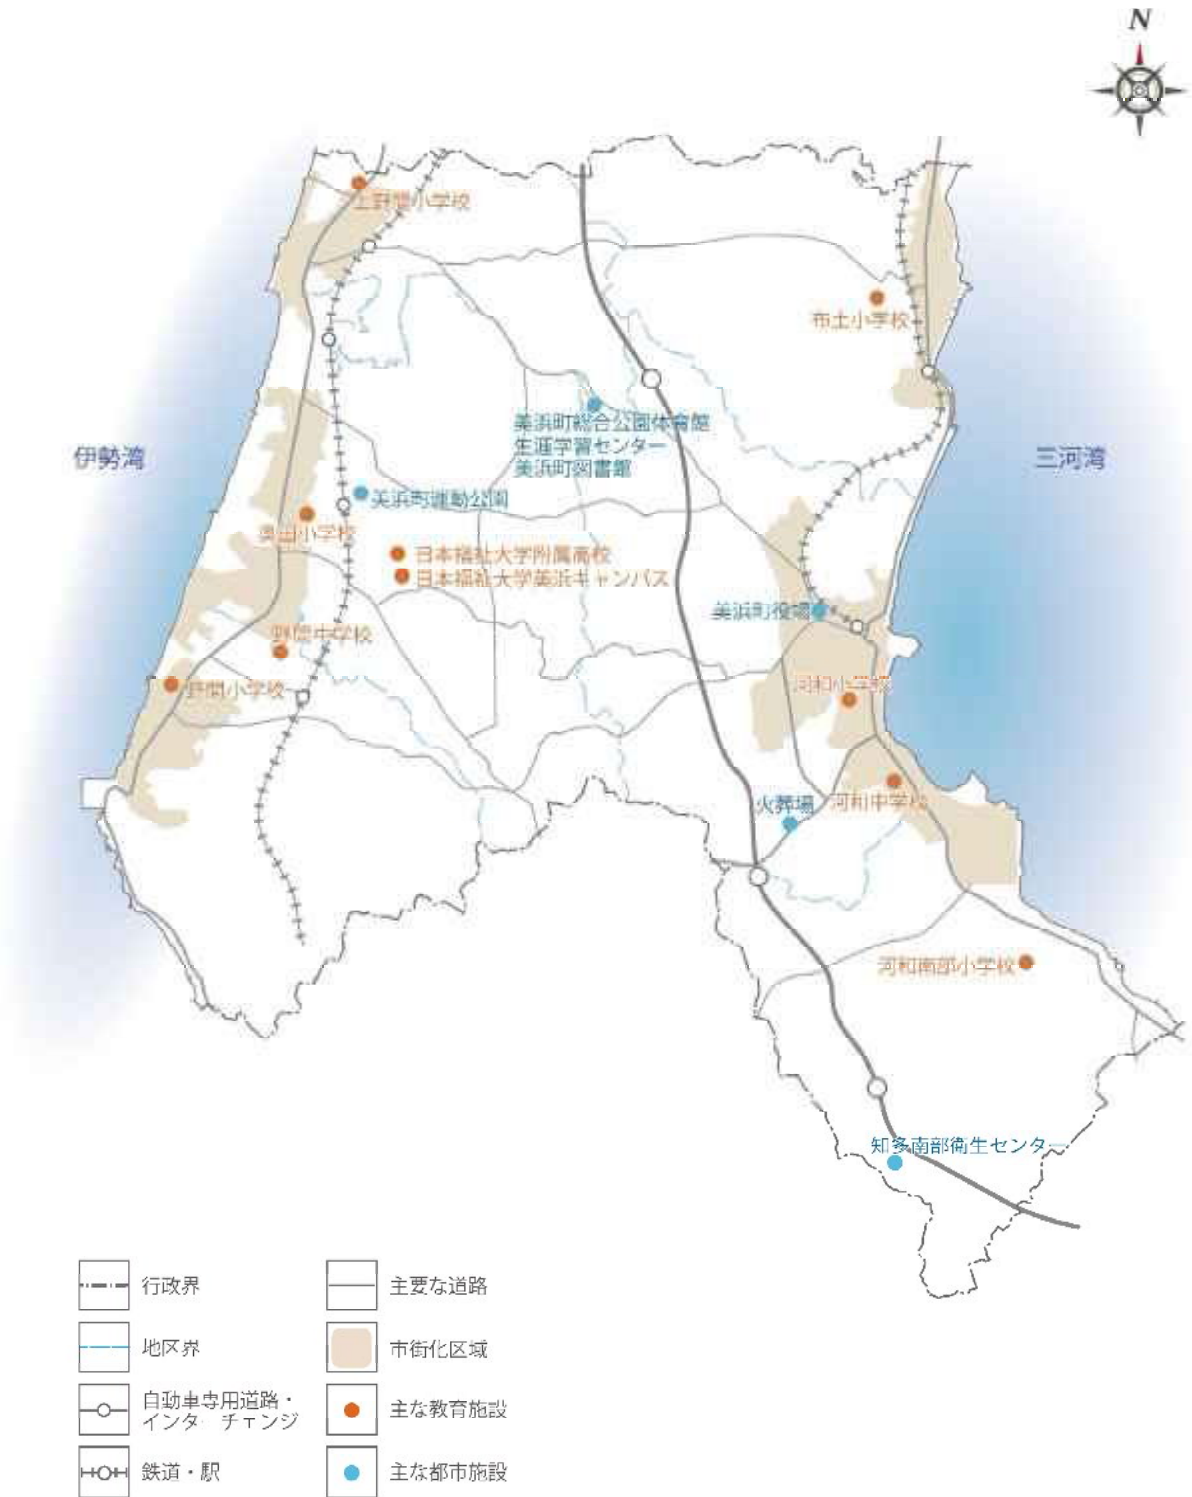 N
上野間小学校
布土小学校
美浜町総合公園体育館
生涯学習センター
美浜町図書館
伊勢湾
三河湾
美浜町運動公園
奥田小学校
日本福祉大学附属高校
日本福祉大学美浜キャンパス
美浜町役場
野間中学校
野間小学校
河和小学校
火葬場
河和中学校
河和南部小学校
知多南部衛生センター
行政界
主要な道路
地区界
市街化区域
自動車専用道路・
インターチェンジ
主な教育施設
鉄道・駅
主な都市施設